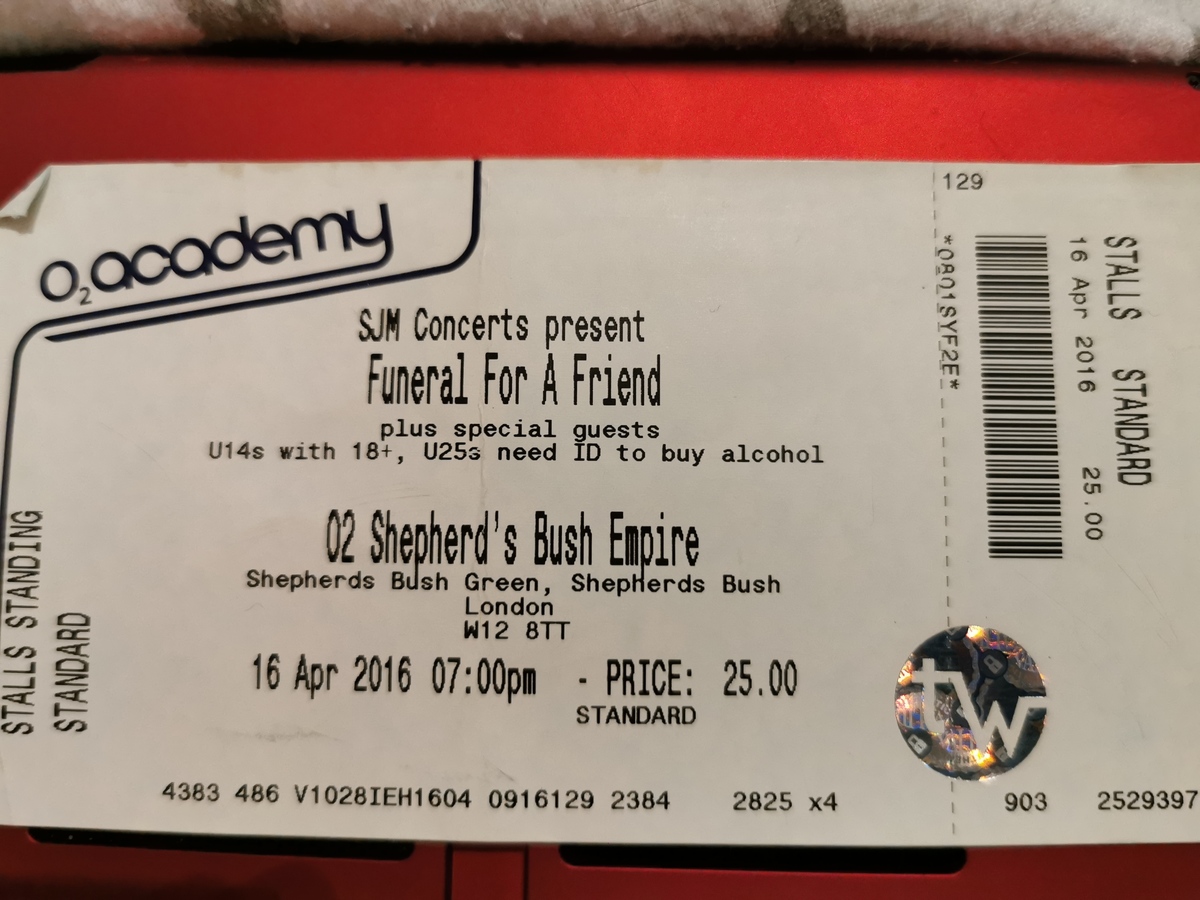 O2 academy
SJM Concerts present
Funeral For A Friend
plus special guests
U14s with 18+, U25s need ID to buy alcohol
O2 Shepherd's Bush Empire
Shepherds Bush Green, Shepherds Bush
London
W12 8TT
16 Apr 2016 07:00pm - PRICE: 25.00
STANDARD
4383 486 V1028IEH1604 0916129 2384 2825 x4
STALLS STANDING
STANDARD
129
*0801SYF2E*
16 Apr 2016 25.00
STALLS STANDARD
tw
903 2529397